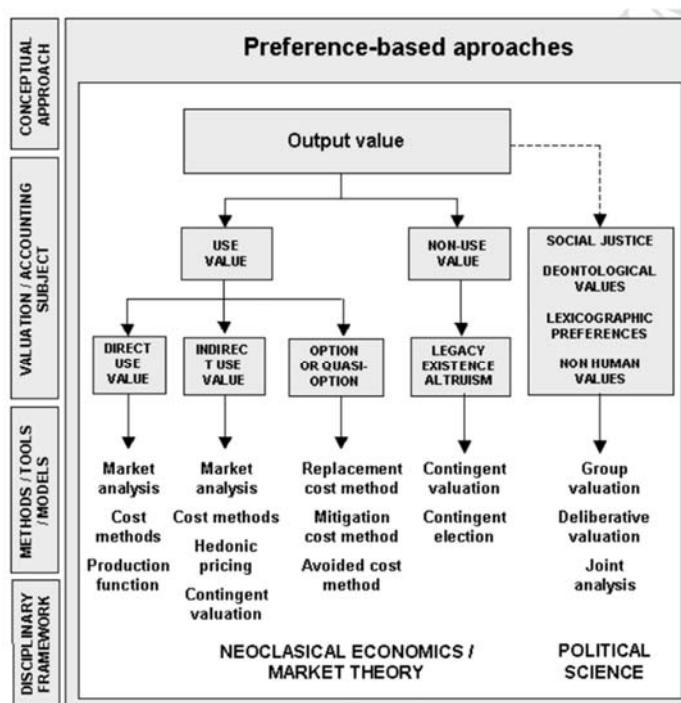 Preference-based aproaches
CONCEPTUAL
APPROACH
Output value
VALUATION / ACCOUNTING
SUBJECT
USE
VALUE
NON-USE
VALUE
SOCIAL JUSTICE
DEONTOLOGICAL
VALUES
LEXICOGRAPHIC
PREFERENCES
NON HUMAN
VALUES
DIRECT
USE
VALUE
INDIREC
T USE
VALUE
OPTION
OR QUASI-
OPTION
LEGACY
EXISTENCE
ALTRUISM
METHODS / TOOLS
/ MODELS
Market
analysis
Cost
methods
Production
function
Market
analysis
Cost methods
Hedonic
pricing
Contingent
valuation
Replacement
cost method
Mitigation
cost method
Avoided cost
method
Contingent
valuation
Contingent
election
Group
valuation
Deliberative
valuation
Joint
analysis
DISCIPLINARY
FRAMEWORK
NEOCLASICAL ECONOMICS /
MARKET THEORY
POLITICAL
SCIENCE